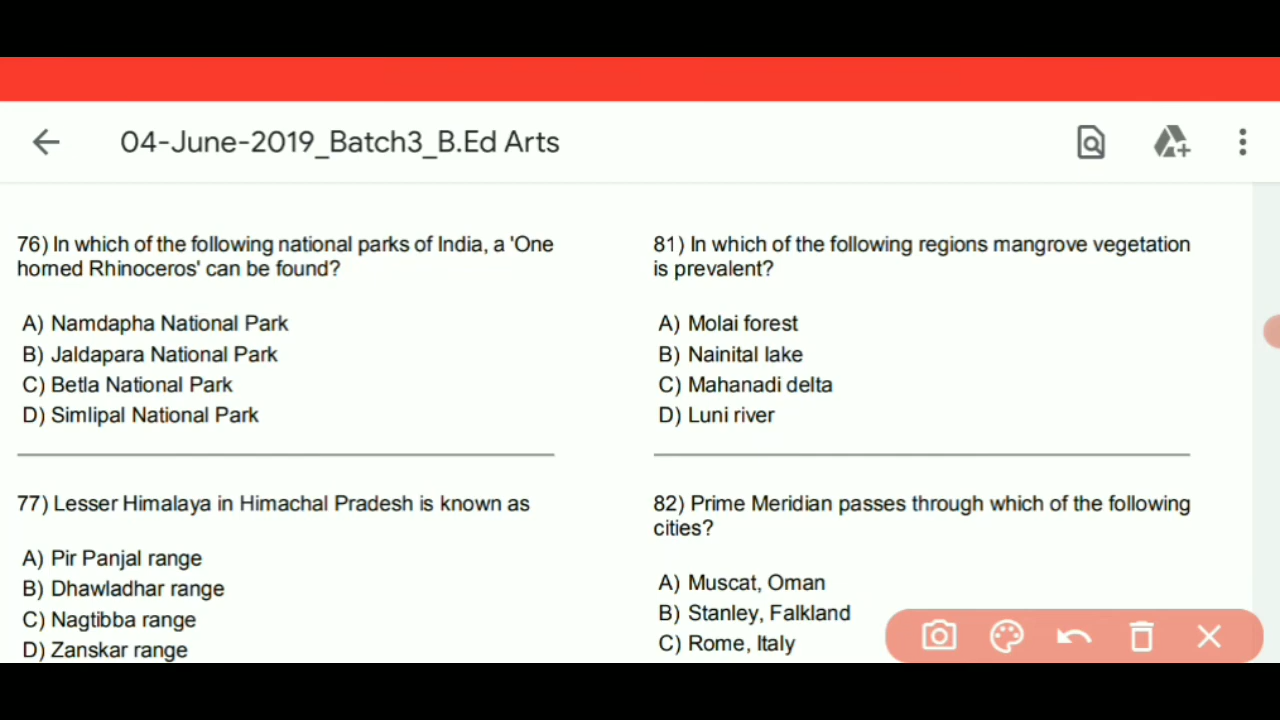 04-June-2019_Batch3_B.Ed Arts
76) In which of the following national parks of India, a 'One
horned Rhinoceros' can be found?
A) Namdapha National Park
B) Jaldapara National Park
C) Betla National Park
D) Simlipal National Park
77) Lesser Himalaya in Himachal Pradesh is known as
A) Pir Panjal range
B) Dhawladhar range
C) Nagtibba range
D) Zanskar range
81) In which of the following regions mangrove vegetation
is prevalent?
A) Molai forest
B) Nainital lake
C) Mahanadi delta
D) Luni river
82) Prime Meridian passes through which of the following
cities?
A) Muscat, Oman
B) Stanley, Falkland
C) Rome, Italy